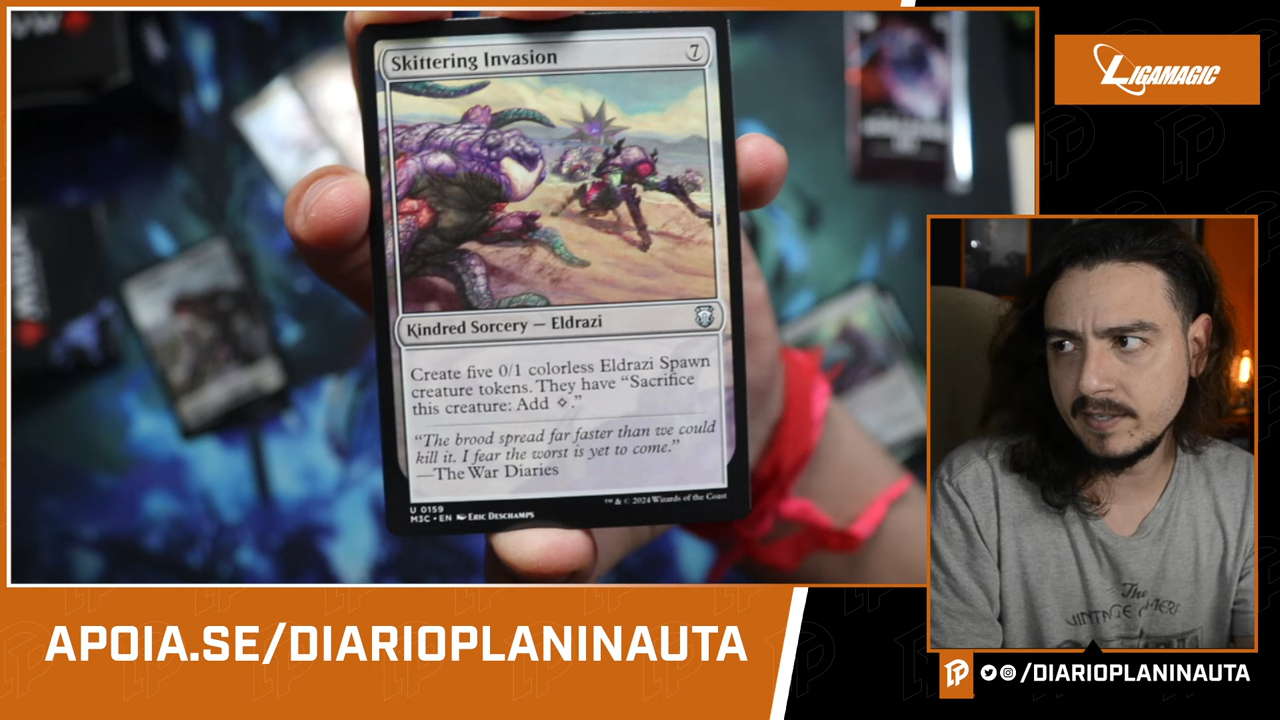 Skittering Invasion
7
Kindred Sorcery — Eldrazi
Create five 0/1 colorless Eldrazi Spawn
creature tokens. They have “Sacrifice
this creature: Add ◇.”
“The brood spread far faster than we could
kill it. I fear the worst is yet to come.”
—The War Diaries
U 0159
M3C • EN ERIC DESCHAMPS
™ & © 2024 Wizards of the Coast
LIGAMAGIC
The
APOIA.SE/DIARIOPLANINAUTA
/DIARIOPLANINAUTA